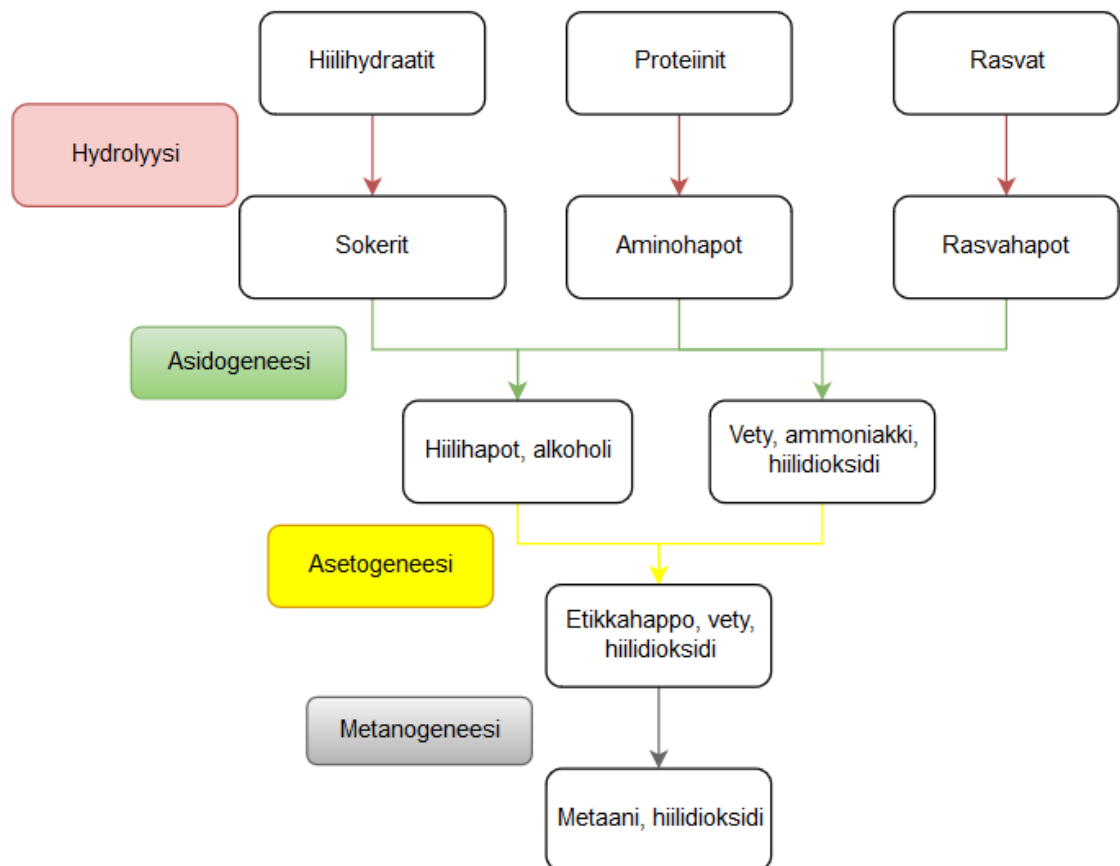 Hiilihydraatit
Proteiinit
Rasvat
Hydrolyysi
Sokerit
Aminohapot
Rasvahapot
Asidogeneesi
Hiilihapot, alkoholi
Vety, ammoniakki,
hiilidioksidi
Asetogeneesi
Etikkahappo, vety,
hiilidioksidi
Metanogeneesi
Metaani, hiilidioksidi